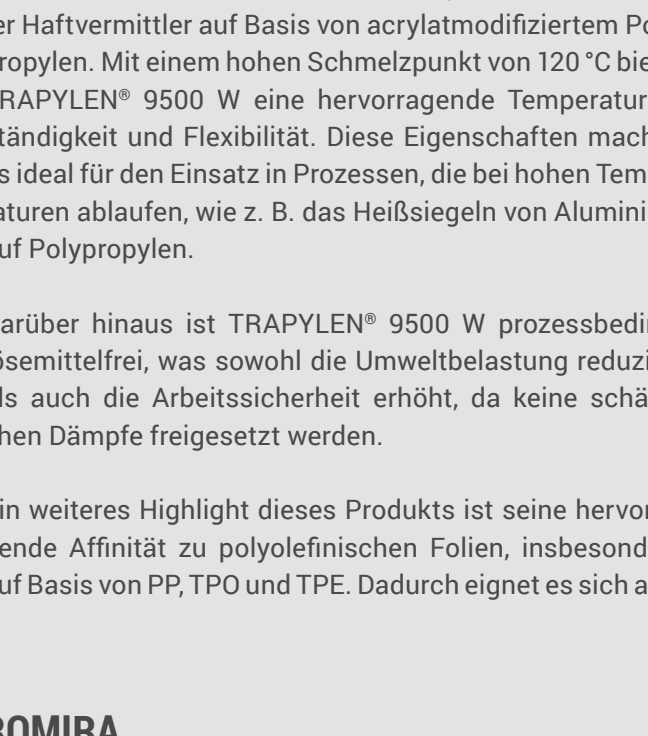 er Haftvermittler auf Basis von acrylatmodifiziertem Po
ropylen. Mit einem hohen Schmelzpunkt von 120 °C bie
RAPYLEN® 9500 W eine hervorragende Temperatur
tändigkeit und Flexibilität. Diese Eigenschaften mach
s ideal für den Einsatz in Prozessen, die bei hohen Tem
aturen ablaufen, wie z. B. das Heißsiegeln von Alumini
uf Polypropylen.
arüber hinaus ist TRAPYLEN® 9500 W prozessbedin
ösemittelfrei, was sowohl die Umweltbelastung reduzi
ls auch die Arbeitssicherheit erhöht, da keine schä
chen Dämpfe freigesetzt werden.
in weiteres Highlight dieses Produkts ist seine hervor
ende Affinität zu polyolefinischen Folien, insbesond
uf Basis von PP, TPO und TPE. Dadurch eignet es sich a
ROMIRA